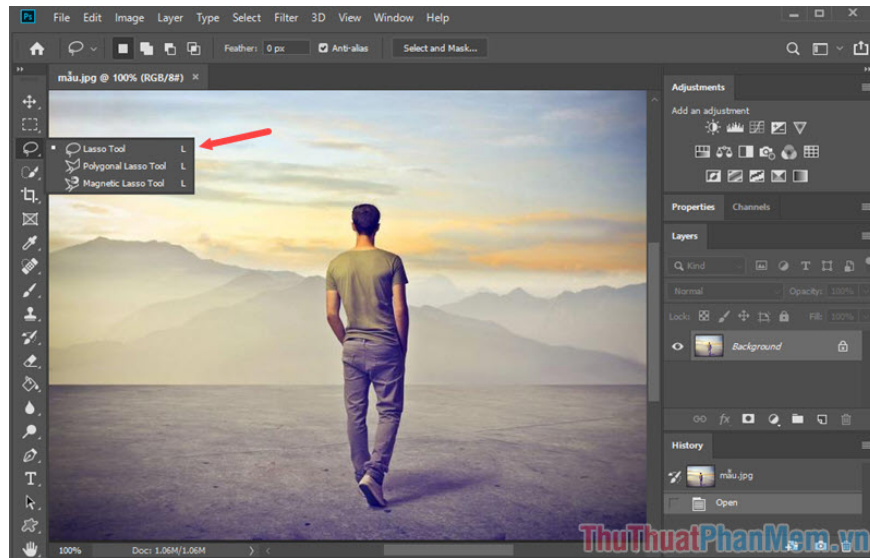 Ps File Edit Image Layer Type Select Filter 3D View Window Help
Feather: 0 px Anti-alias Select and Mask...
mẫu.jpg @ 100% (RGB/8#) ×
Lasso Tool L
Polygonal Lasso Tool L
Magnetic Lasso Tool L
Adjustments
Add an adjustment
Properties Channels
Layers
Kind
Normal Opacity: 100%
Lock: Fill: 100%
Background
fx
History
mẫu.jpg
Open
100% Doc: 1.06M/1.06M
ThuThuatPhanMem.vn